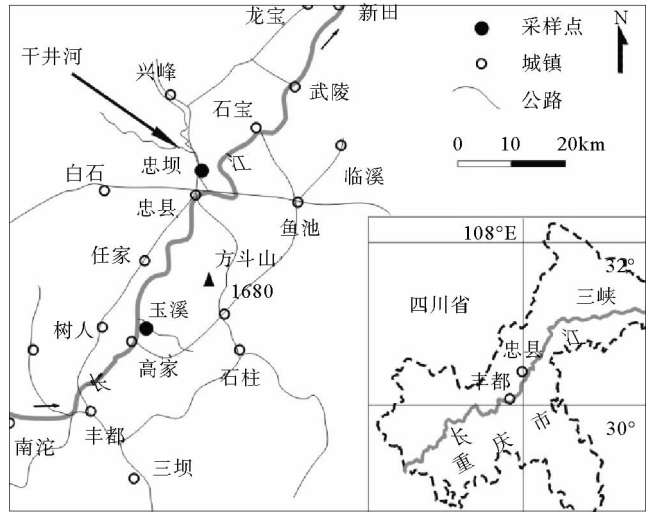 龙宝
新田
采样点
N
干井河
兴峰
城镇
武陵
石宝
公路
0 10 20km
江
忠坝
临溪
白石
忠县
鱼池
108°E
任家
方斗山
32°
1680
四川省
三峡
玉溪
树人
江
忠县
高家
石柱
丰都
长
丰都
长
重庆市
30°
南沱
三坝